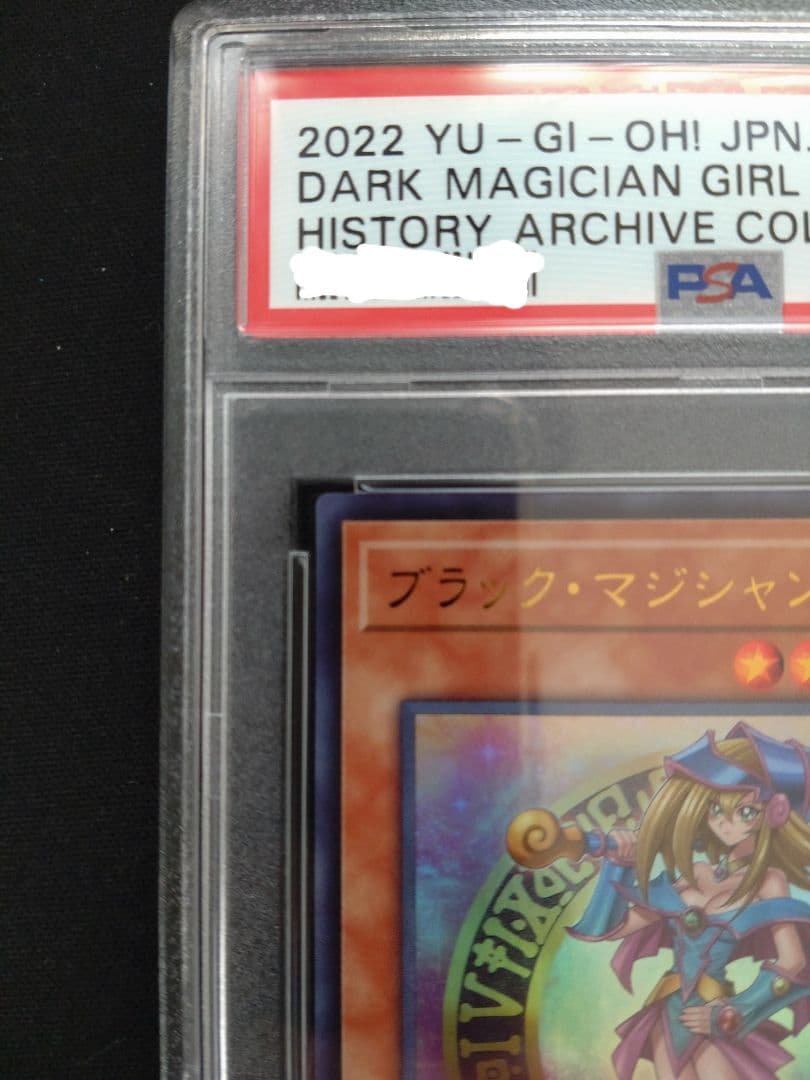 2022 YU-GI-OH! JPN.
DARK MAGICIAN GIRL
HISTORY ARCHIVE COL
PSA
ブラック・マジシャン